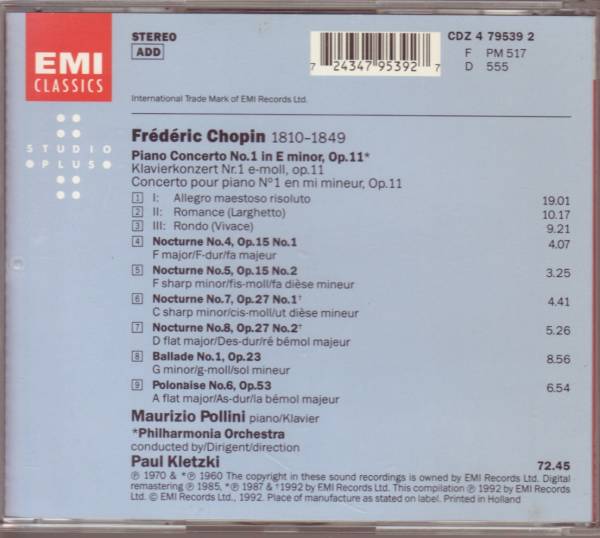 EMI
CLASSICS
STUDIO
PLUS
STEREO
ADD
7 24347 95392 7
CDZ 4 79539 2
F PM 517
D 555
International Trade Mark of EMI Records Ltd.
Frédéric Chopin 1810-1849
Piano Concerto No.1 in E minor, Op.11*
Klavierkonzert Nr.1 e-moll, op.11
Concerto pour piano Nº1 en mi mineur, Op.11
1 I: Allegro maestoso risoluto 19.01
2 II: Romance (Larghetto) 10.17
3 III: Rondo (Vivace) 9.21
4 Nocturne No.4, Op.15 No.1 4.07
F major/F-dur/fa majeur
5 Nocturne No.5, Op.15 No.2 3.25
F sharp minor/fis-moll/fa dièse mineur
6 Nocturne No.7, Op.27 No.1† 4.41
C sharp minor/cis-moll/ut dièse mineur
7 Nocturne No.8, Op.27 No.2† 5.26
D flat major/Des-dur/ré bémol majeur
8 Ballade No.1, Op.23 8.56
G minor/g-moll/sol mineur
9 Polonaise No.6, Op.53 6.54
A flat major/As-dur/la bémol majeur
Maurizio Pollini piano/Klavier
*Philharmonia Orchestra
conducted by/Dirigent/direction
Paul Kletzki 72.45
℗ 1970 & *℗ 1960 The copyright in these sound recordings is owned by EMI Records Ltd. Digital
remastering ℗ 1985, *℗ 1987 & †℗ 1992 by EMI Records Ltd. This compilation ℗ 1992 by EMI Records
Ltd. © EMI Records Ltd., 1992. Place of manufacture as stated on label. Printed in Holland